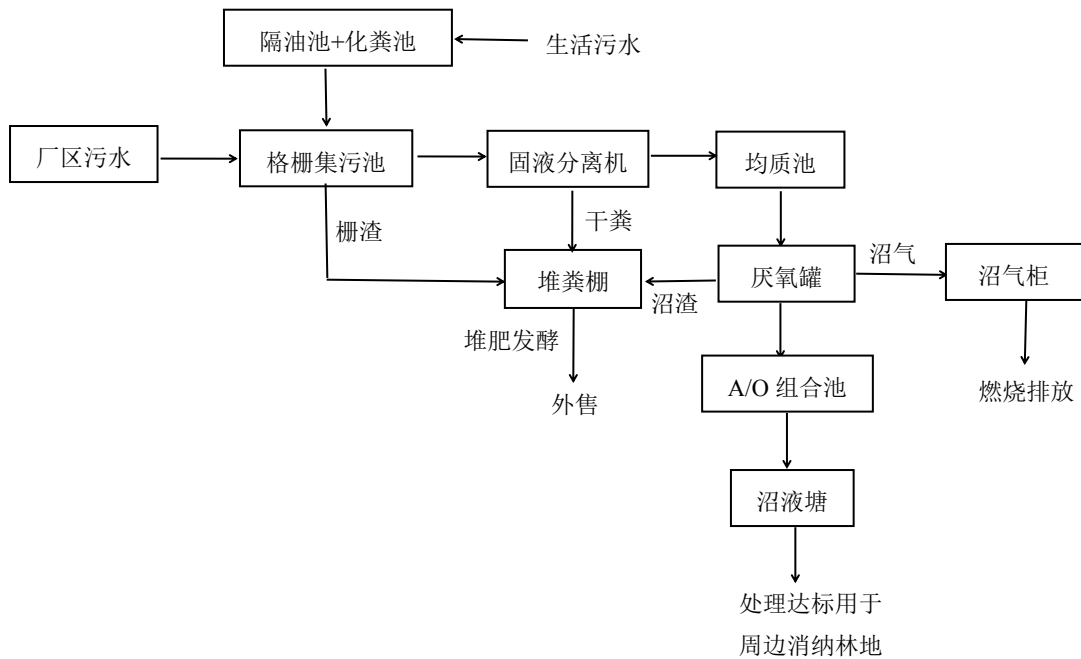 隔油池+化粪池
生活污水
厂区污水
格栅集污池
固液分离机
均质池
栅渣
干粪
沼气
堆粪棚
沼渣
厌氧罐
沼气柜
堆肥发酵
A/O 组合池
燃烧排放
外售
沼液塘
处理达标用于
周边消纳林地